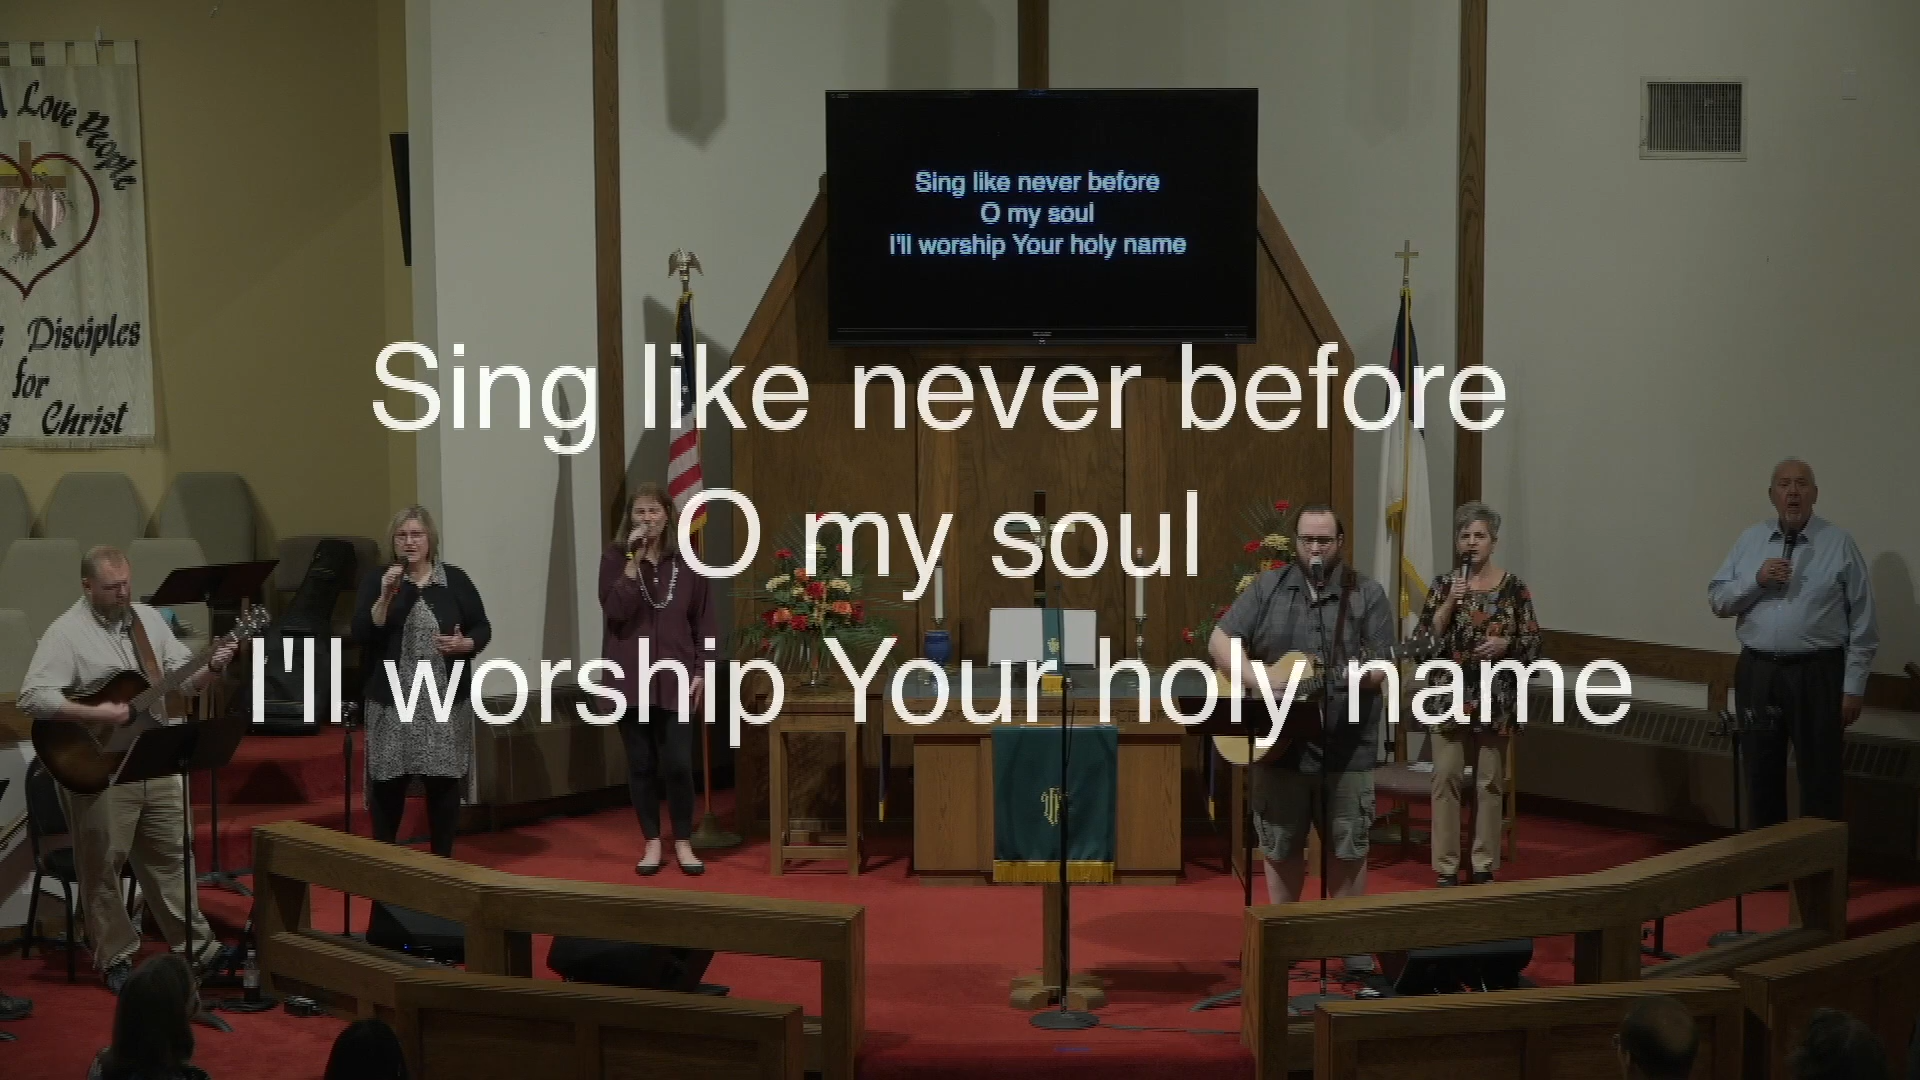 Love People
Disciples
for
Christ
Sing like never before
O my soul
I'll worship Your holy name
Sing like never before
O my soul
I'll worship Your holy name